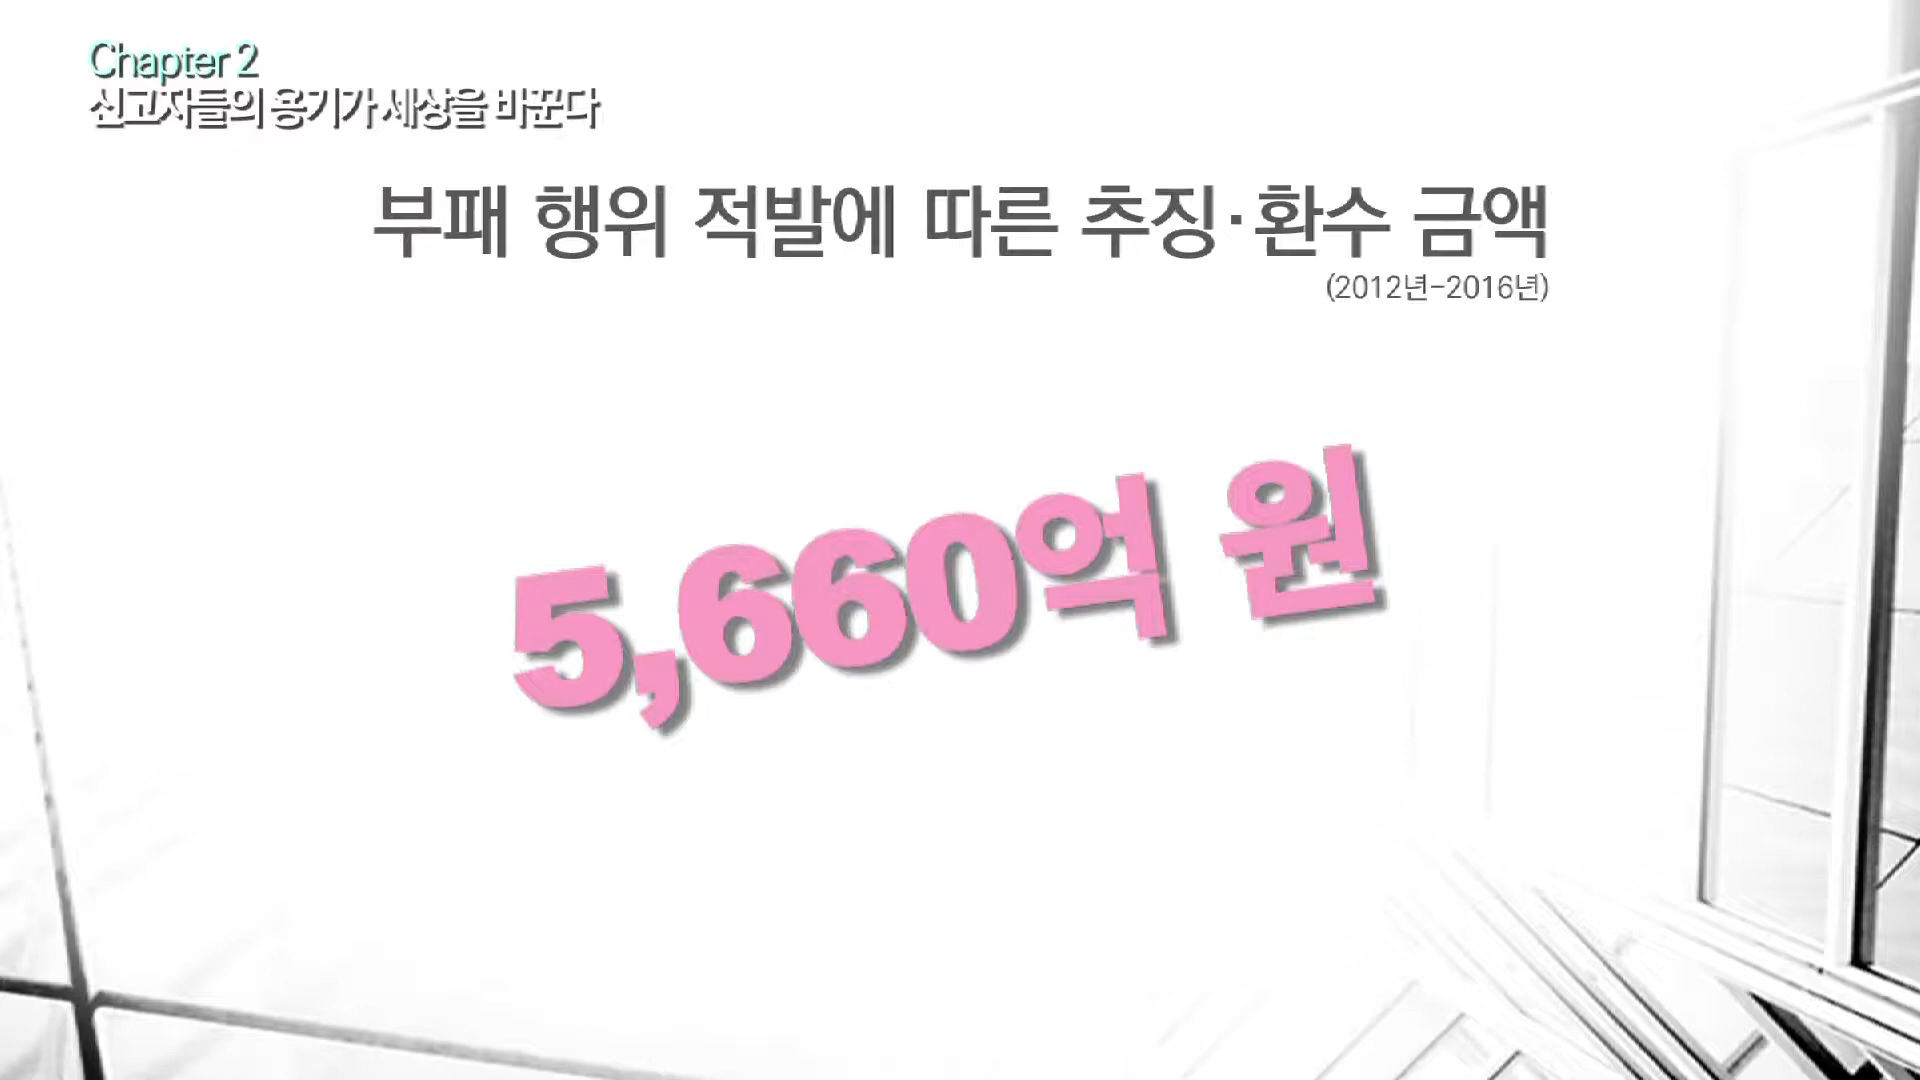 Chapter 2
신고자들의 용기가 세상을 바꾼다
부패 행위 적발에 따른 추징·환수 금액
(2012년-2016년)
5,660억 원